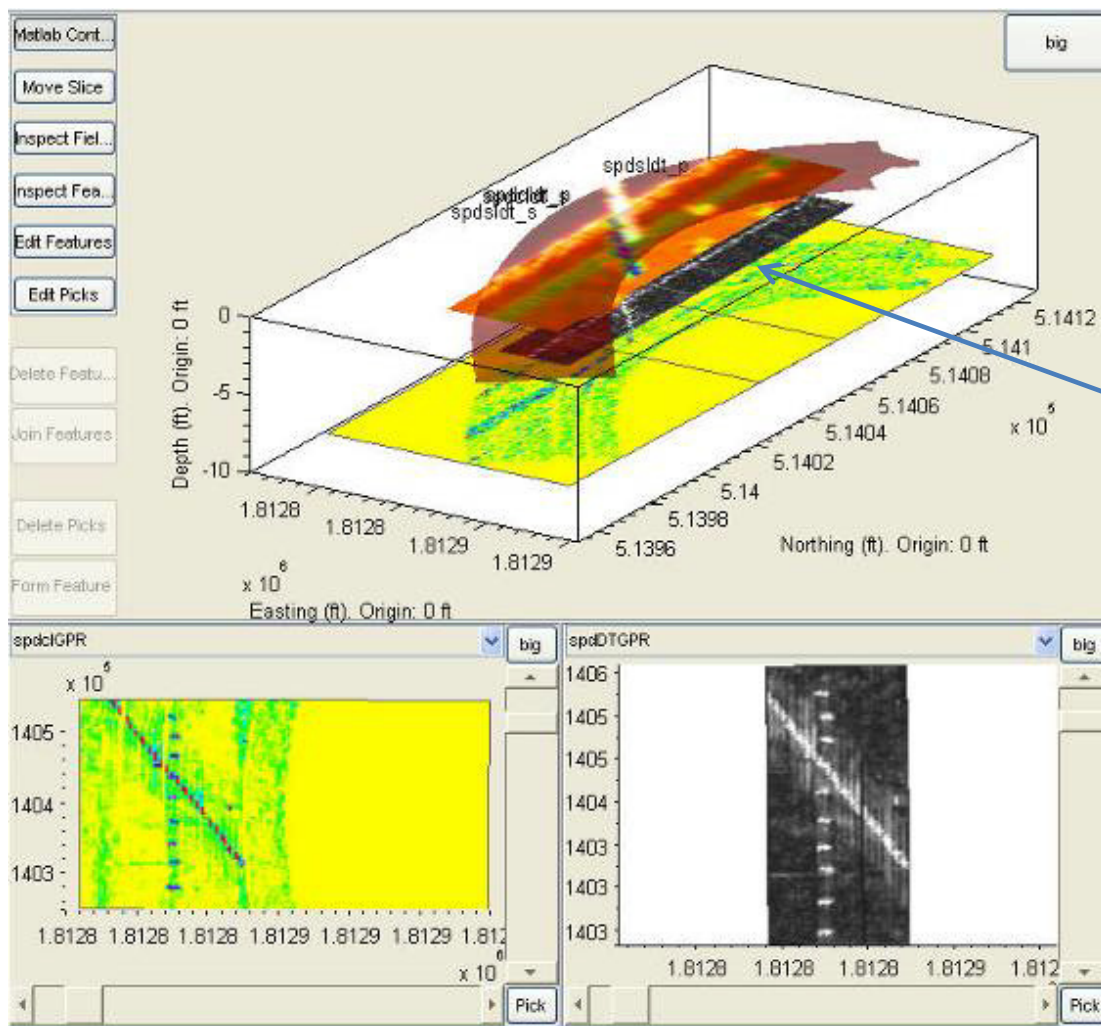 Matlab Cont...
Move Slice
Inspect Fiel...
Inspect Fea...
Edit Features
Edit Picks
Delete Featu...
Join Features
Delete Picks
Form Feature
big
spdsldt_p
spdsldt_s
0
-5
-10
Depth (ft). Origin: 0 ft
1.8128
1.8128
1.8129
1.8129
x 10^6
Easting (ft). Origin: 0 ft
5.1396
5.1398
5.14
5.1402
5.1404
5.1406
5.1408
5.141
5.1412
x 10^5
Northing (ft). Origin: 0 ft
spdclGPR
big
x 10^5
1405
1404
1403
1.8128 1.8128 1.8128 1.8129 1.8129 1.8129 1.812
x 10^6
Pick
spdDTGPR
big
1406
1405
1405
1404
1403
1403
1403
1.8128 1.8128 1.8128 1.8129 1.812
Pick